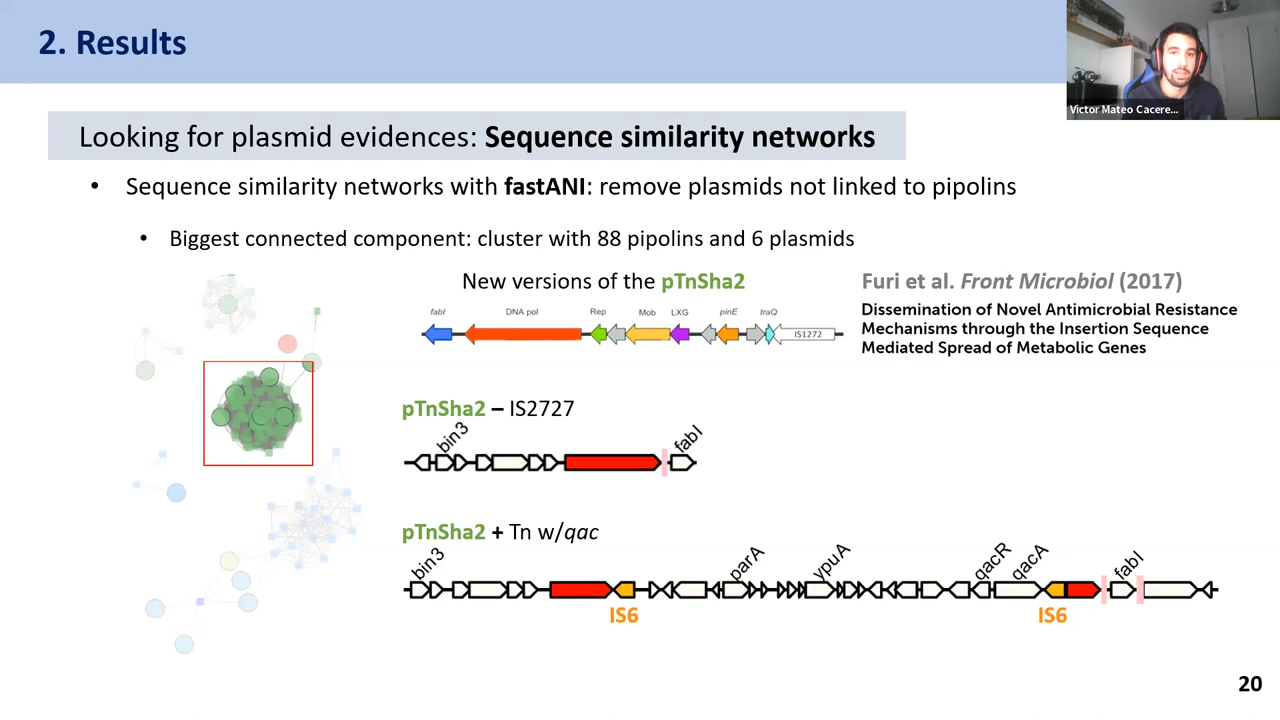 2. Results
Victor Mateo Cacere...
Looking for plasmid evidences: Sequence similarity networks
• Sequence similarity networks with fastANI: remove plasmids not linked to pipolins
• Biggest connected component: cluster with 88 pipolins and 6 plasmids
New versions of the pTnSha2
Furi et al. Front Microbiol (2017)
Dissemination of Novel Antimicrobial Resistance
Mechanisms through the Insertion Sequence
Mediated Spread of Metabolic Genes
fabI DNA pol Rep Mob LXG pinE traQ
IS1272
pTnSha2 – IS2727
bin3 fabI
pTnSha2 + Tn w/qac
bin3 parA ypuA qacR qacA fabI
IS6 IS6
20